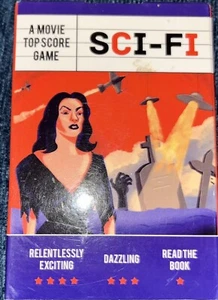 A MOVIE
TOP SCORE
GAME
SCI-FI
RELENTLESSLY
EXCITING
★★★★
DAZZLING
★★★
READ THE
BOOK
★